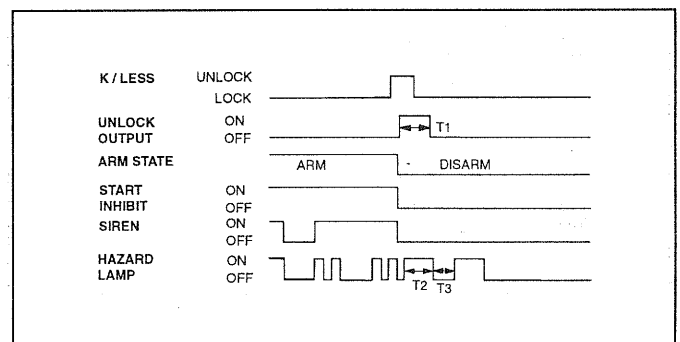 K / LESS UNLOCK
LOCK
UNLOCK ON
OUTPUT OFF
T1
ARM STATE ARM DISARM
START ON
INHIBIT OFF
SIREN ON
OFF
HAZARD ON
LAMP OFF
T2 T3